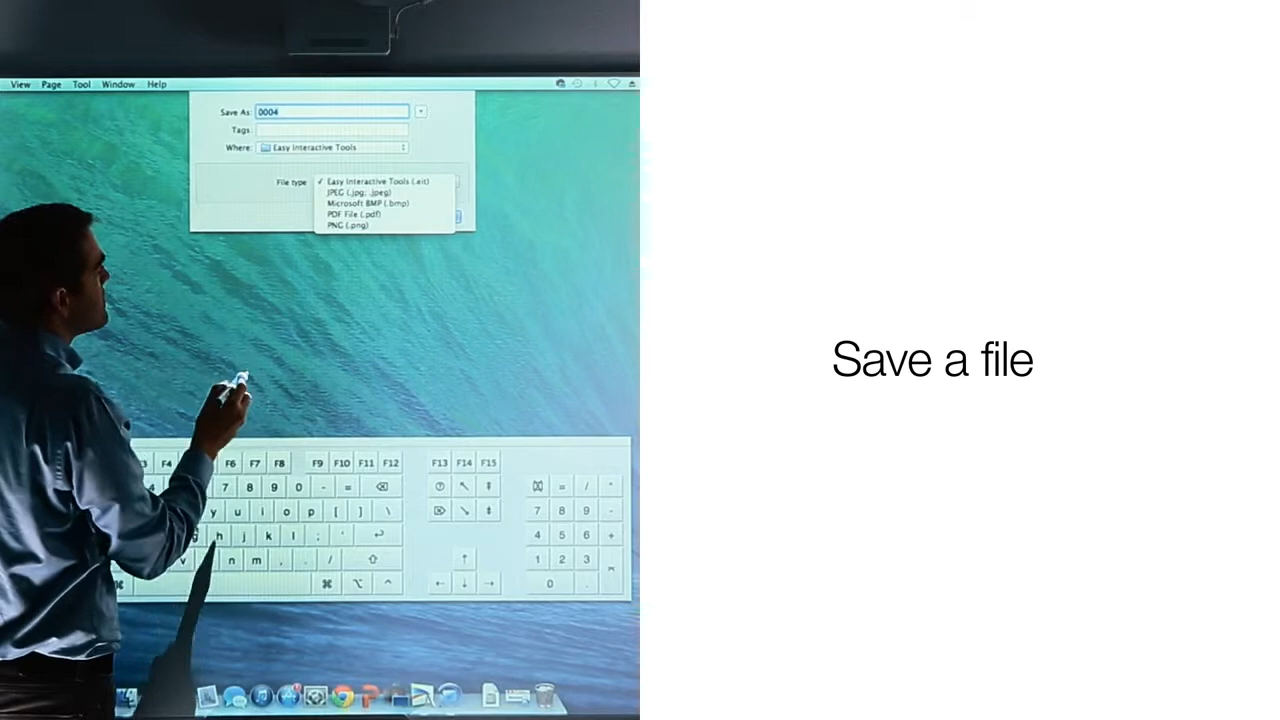 View Page Tool Window Help
Save As: 0004
Tags:
Where: Easy Interactive Tools
File type ✓ Easy Interactive Tools (.eit)
JPEG (.jpg; .jpeg)
Microsoft BMP (.bmp)
PDF File (.pdf)
PNG (.png)
Save a file
F4 F6 F7 F8 F9 F10 F11 F12 F13 F14 F15
7 8 9 0 - = = / *
y u i o p [ ] \ 7 8 9 -
h j k l ; ' 4 5 6 +
v n m , . / 1 2 3
⌘ ⌘ ⌥ ^ ← ↓ → 0 .